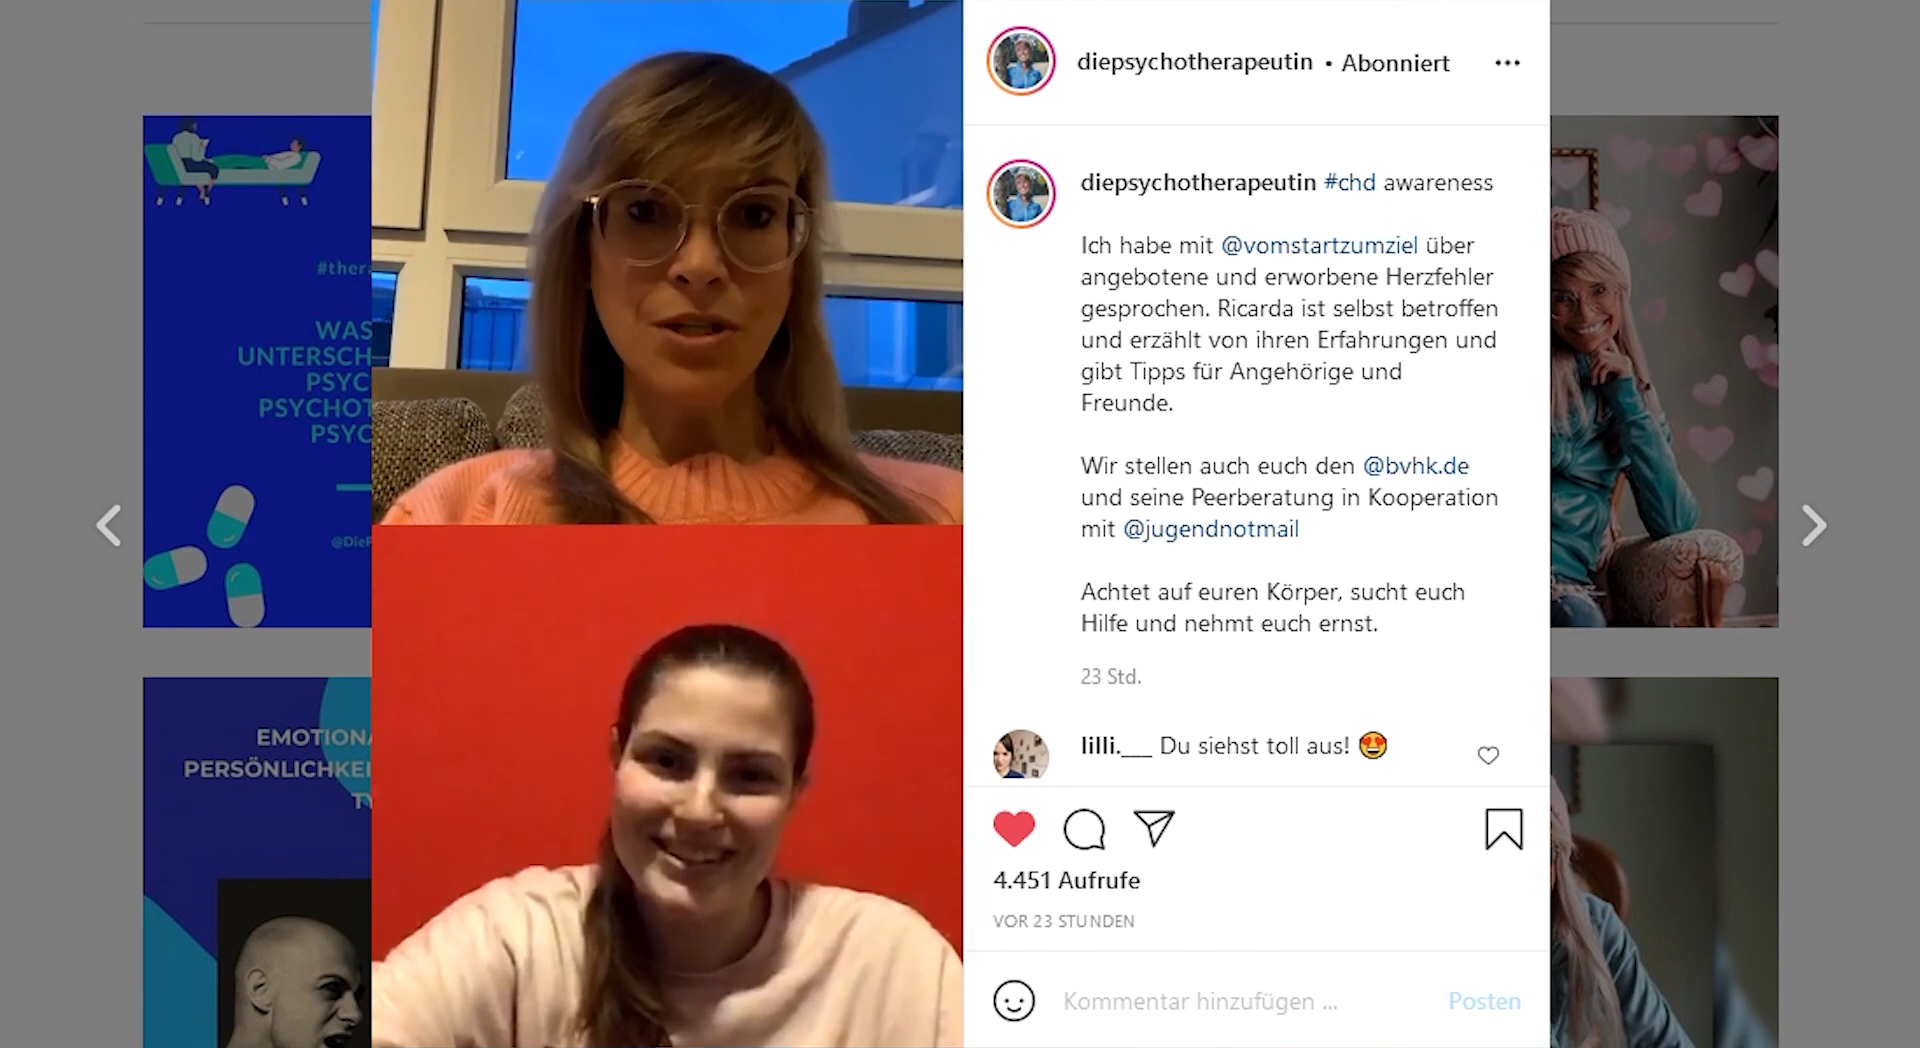 diepsychotherapeutin • Abonniert
diepsychotherapeutin #chd awareness
Ich habe mit @vomstartzumziel über
angebotene und erworbene Herzfehler
gesprochen. Ricarda ist selbst betroffen
und erzählt von ihren Erfahrungen und
gibt Tipps für Angehörige und
Freunde.
Wir stellen auch euch den @bvhk.de
und seine Peerberatung in Kooperation
mit @jugendnotmail
Achtet auf euren Körper, sucht euch
Hilfe und nehmt euch ernst.
23 Std.
lilli.___ Du siehst toll aus! 😍
4.451 Aufrufe
VOR 23 STUNDEN
Kommentar hinzufügen ...
Posten
#ther
WAS
UNTERSCH
PSYC
PSYCHOT
PSYC
@DieP
EMOTIONA
PERSÖNLICHKEI
TY